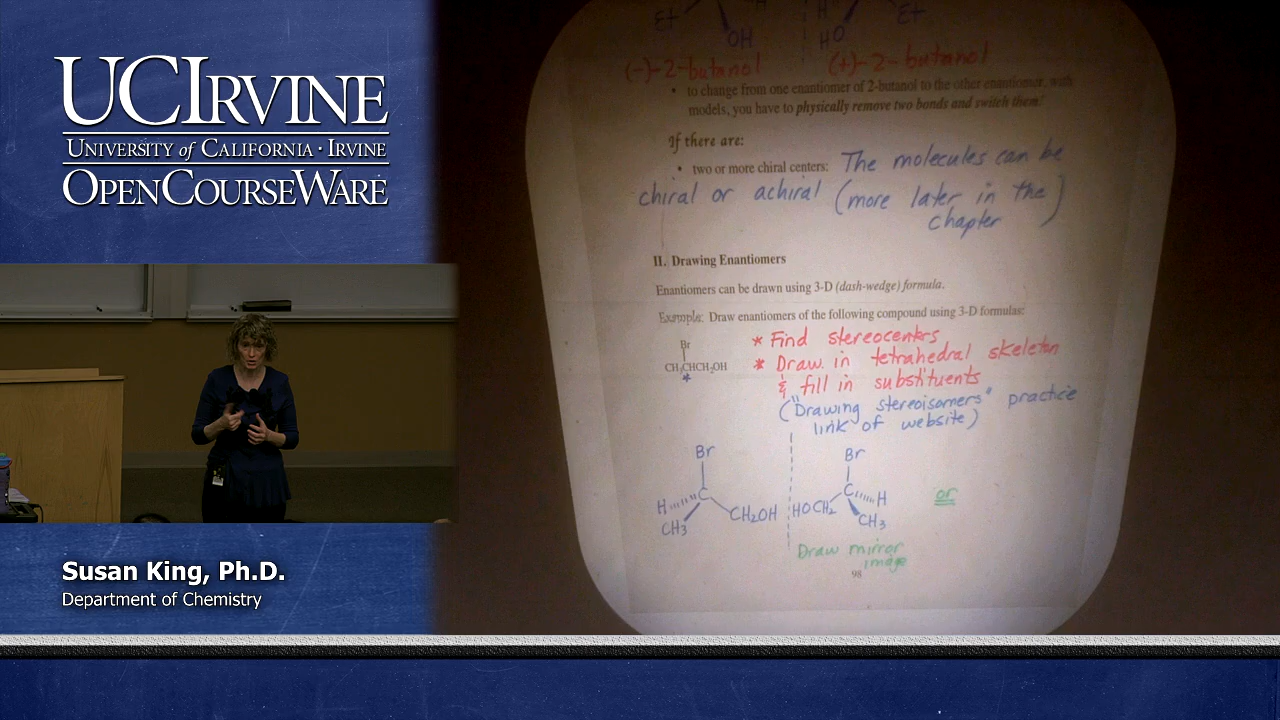 UCIRVINE
UNIVERSITY of CALIFORNIA · IRVINE
OPENCOURSEWARE
Susan King, Ph.D.
Department of Chemistry
Et OH H HO Et
(-)-2-butanol (+)-2-butanol
• to change from one enantiomer of 2-butanol to the other enantiomer, with
models, you have to physically remove two bonds and switch them!
If there are:
• two or more chiral centers: The molecules can be
chiral or achiral (more later in the
chapter)
II. Drawing Enantiomers
Enantiomers can be drawn using 3-D (dash-wedge) formula.
Example: Draw enantiomers of the following compound using 3-D formulas:
Br
CH3CHCH2OH
*
* Find stereocenters
* Draw in tetrahedral skeleton
& fill in substituents
("Drawing stereoisomers" practice
link of website)
Br Br
C C
H CH2OH HOCH2 H
CH3 CH3
or
Draw mirror
image
98